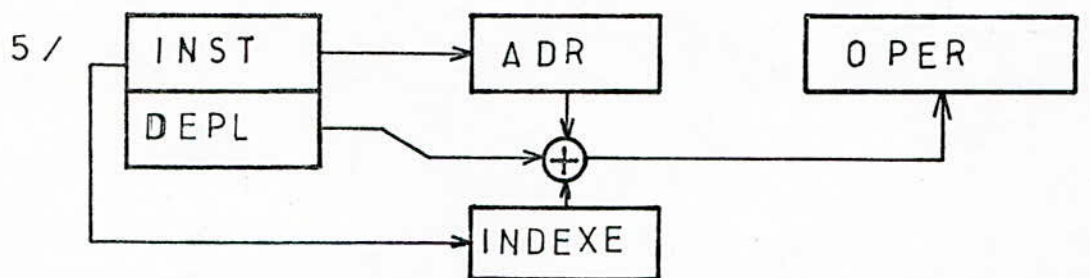 5/
INST
ADR
OPER
DEPL
INDEXE